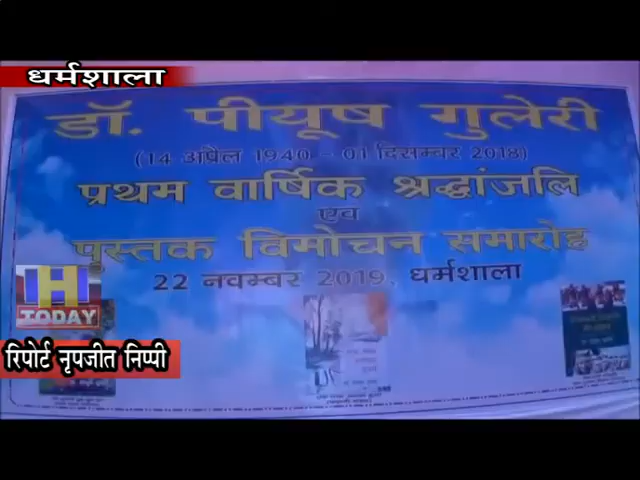 धर्मशाला
डॉ. पीयूष गुलेरी
(14 अप्रैल 1940 - 01 दिसम्बर 2018)
प्रथम वार्षिक श्रद्धांजलि
एवं
पुस्तक विमोचन समारोह
22 नवम्बर 2019, धर्मशाला
H
TODAY
रिपोर्ट नृपजीत निप्पी